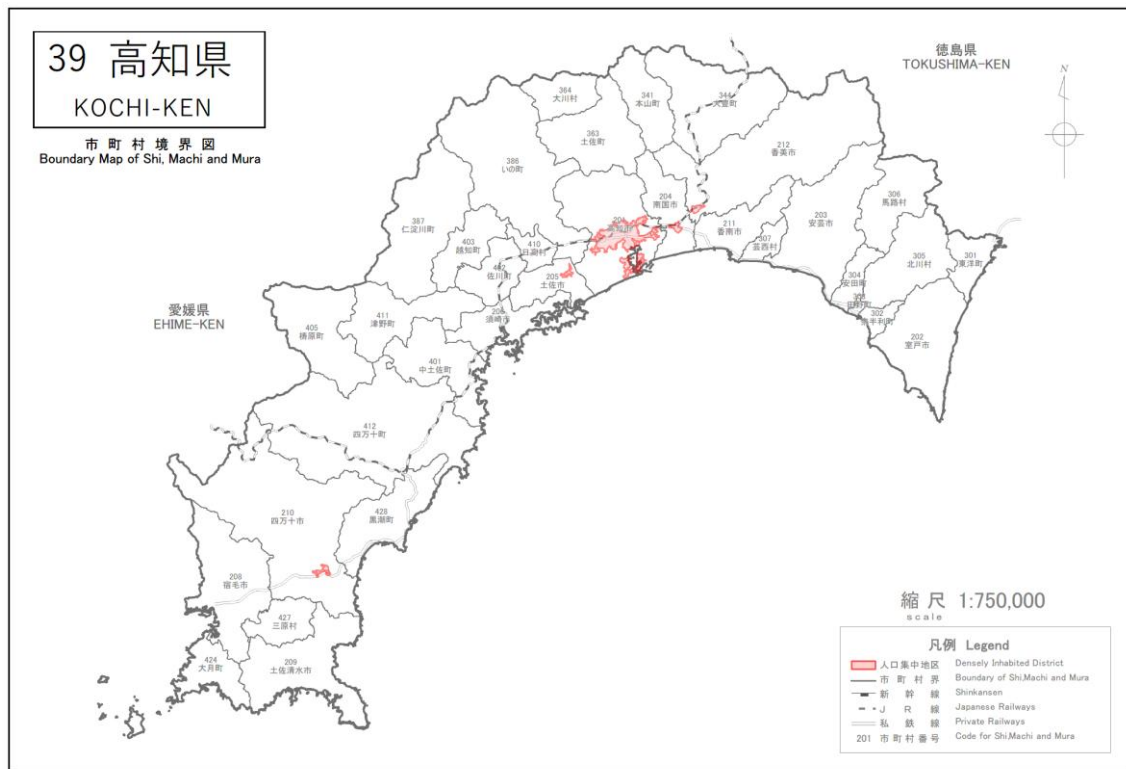 39 高知県
KOCHI-KEN
市町村境界図
Boundary Map of Shi, Machi and Mura
徳島県
TOKUSHIMA-KEN
N
愛媛県
EHIME-KEN
364
大川村
341
本山町
344
大豊町
363
土佐町
212
香美市
386
いの町
204
南国市
306
馬路村
387
仁淀川町
201
高知市
211
香南市
203
安芸市
403
越知町
410
日高村
307
芸西村
305
北川村
301
東洋町
402
佐川町
205
土佐市
304
安田町
303
田野町
206
須崎市
302
奈半利町
411
津野町
202
室戸市
405
梼原町
401
中土佐町
412
四万十町
210
四万十市
428
黒潮町
208
宿毛市
427
三原村
424
大月町
209
土佐清水市
縮尺 1:750,000
scale
凡例 Legend
人口集中地区 Densely Inhabited District
市町村界 Boundary of Shi,Machi and Mura
新幹線 Shinkansen
JR線 Japanese Railways
私鉄線 Private Railways
201 市町村番号 Code for Shi,Machi and Mura